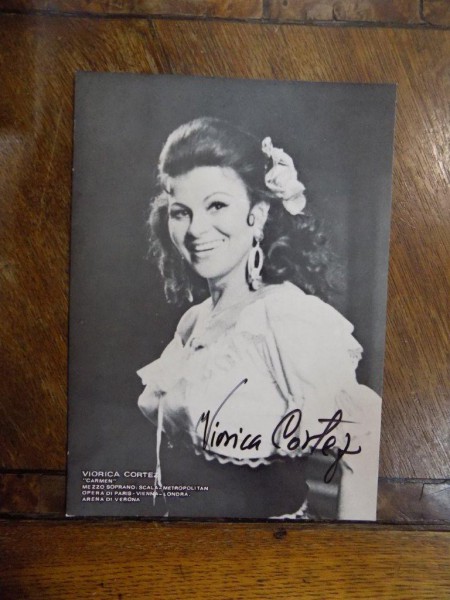 Viorica Cortez
VIORICA CORTEZ
"CARMEN"
MEZZO SOPRANO: SCALA-METROPOLITAN
OPERA DI PARIS-VIENNA-LONDRA
ARENA DI VERONA